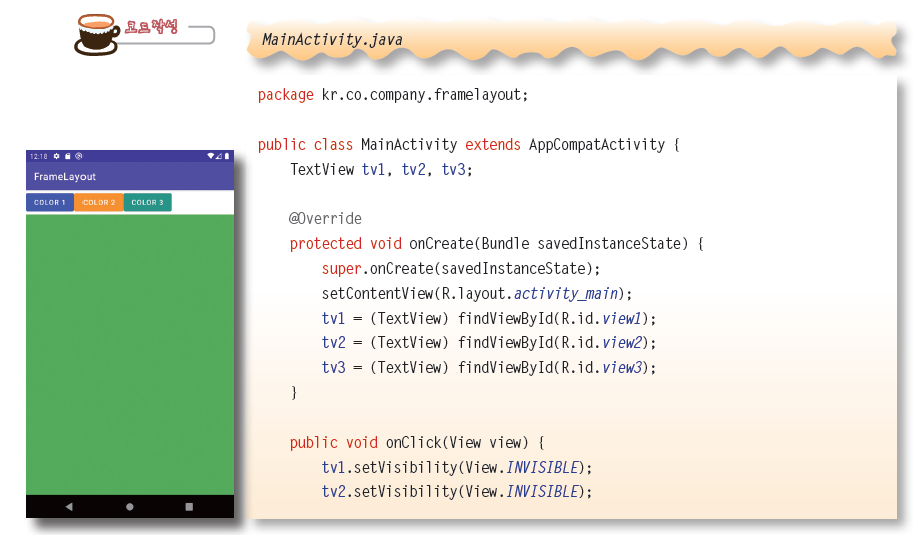 코드작성
MainActivity.java
package kr.co.company.framelayout;
public class MainActivity extends AppCompatActivity {
TextView tv1, tv2, tv3;
@Override
protected void onCreate(Bundle savedInstanceState) {
super.onCreate(savedInstanceState);
setContentView(R.layout.activity_main);
tv1 = (TextView) findViewById(R.id.view1);
tv2 = (TextView) findViewById(R.id.view2);
tv3 = (TextView) findViewById(R.id.view3);
}
public void onClick(View view) {
tv1.setVisibility(View.INVISIBLE);
tv2.setVisibility(View.INVISIBLE);
12:18
FrameLayout
COLOR 1 COLOR 2 COLOR 3